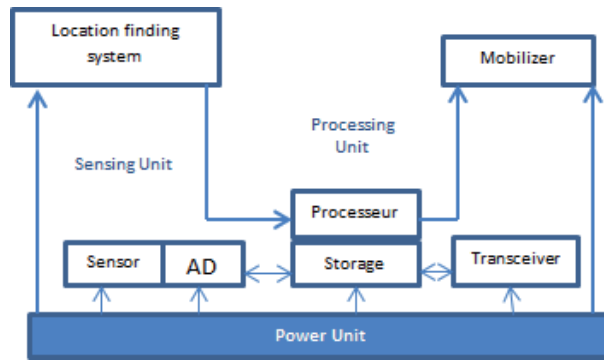 Location finding
system
Mobilizer
Processing
Unit
Sensing Unit
Processeur
Sensor
AD
Storage
Transceiver
Power Unit